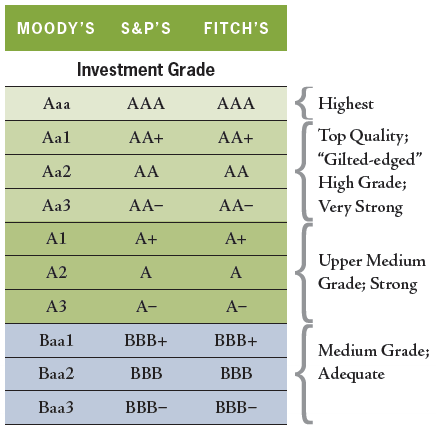 MOODY'S S&P'S FITCH'S
Investment Grade
Aaa AAA AAA
Highest
Aa1 AA+ AA+
Aa2 AA AA
Aa3 AA− AA−
Top Quality;
“Gilted-edged”
High Grade;
Very Strong
A1 A+ A+
A2 A A
A3 A− A−
Upper Medium
Grade; Strong
Baa1 BBB+ BBB+
Baa2 BBB BBB
Baa3 BBB− BBB−
Medium Grade;
Adequate